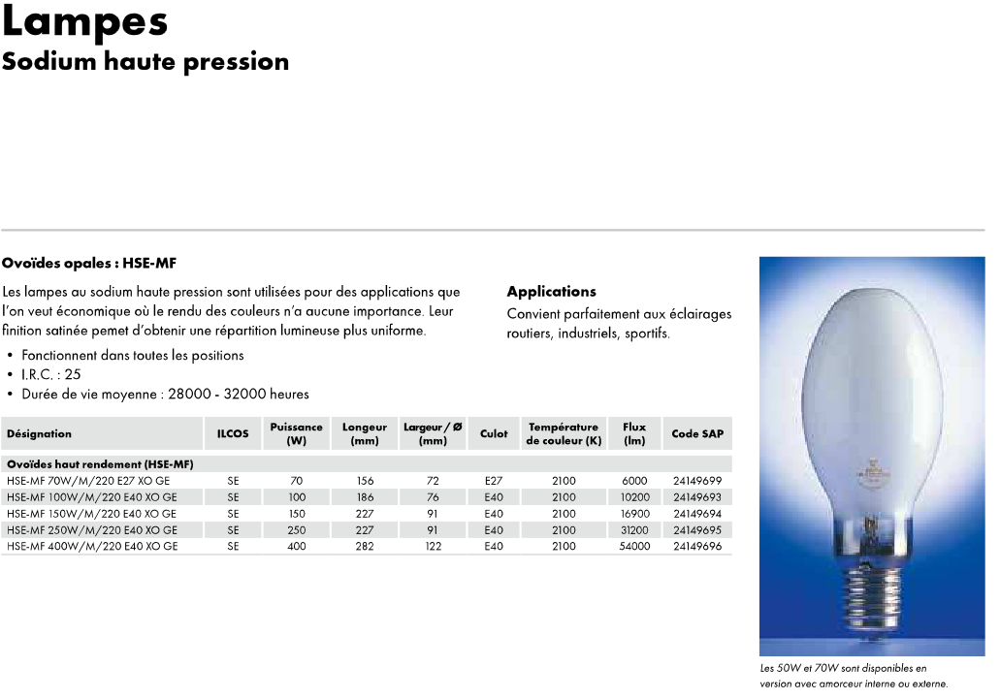 Lampes
Sodium haute pression
Ovoïdes opales : HSE-MF
Les lampes au sodium haute pression sont utilisées pour des applications que
l'on veut économique où le rendu des couleurs n'a aucune importance. Leur
finition satinée pemet d'obtenir une répartition lumineuse plus uniforme.
• Fonctionnent dans toutes les positions
• I.R.C. : 25
• Durée de vie moyenne : 28000 - 32000 heures
Applications
Convient parfaitement aux éclairages
routiers, industriels, sportifs.
Désignation ILCOS Puissance (W) Longeur (mm) Largeur / Ø (mm) Culot Température de couleur (K) Flux (lm) Code SAP
Ovoïdes haut rendement (HSE-MF)
HSE-MF 70W/M/220 E27 XO GE SE 70 156 72 E27 2100 6000 24149699
HSE-MF 100W/M/220 E40 XO GE SE 100 186 76 E40 2100 10200 24149693
HSE-MF 150W/M/220 E40 XO GE SE 150 227 91 E40 2100 16900 24149694
HSE-MF 250W/M/220 E40 XO GE SE 250 227 91 E40 2100 31200 24149695
HSE-MF 400W/M/220 E40 XO GE SE 400 282 122 E40 2100 54000 24149696
Les 50W et 70W sont disponibles en
version avec amorceur interne ou externe.